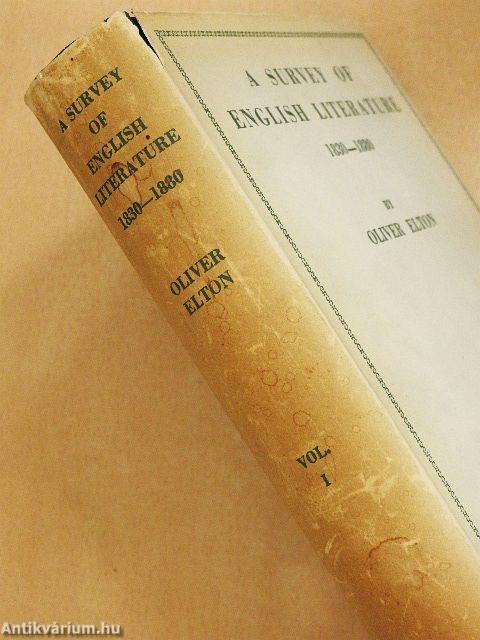 A SURVEY
OF
ENGLISH
LITERATURE
1830—1880
OLIVER
ELTON
VOL.
I
A SURVEY OF
ENGLISH LITERATURE
1830—1880
BY
OLIVER ELTON
Antikvárium.hu